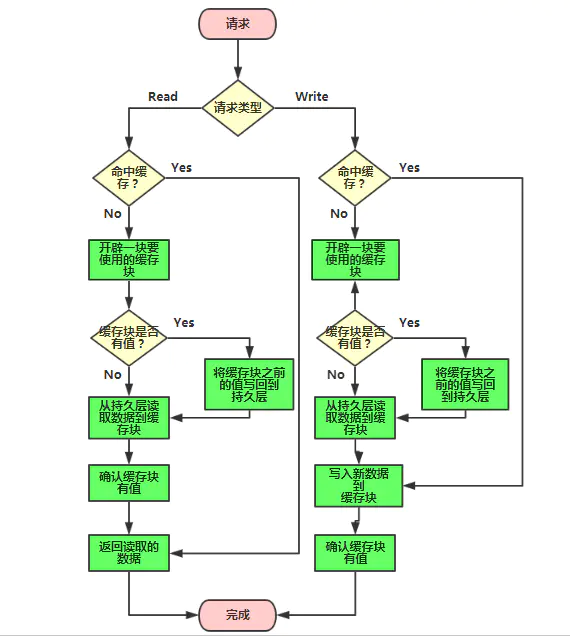 请求
请求类型
Read
Write
命中缓
存？
Yes
No
开辟一块要
使用的缓存
块
缓存块是否
有值？
Yes
No
将缓存块之前
的值写回到
持久层
从持久层读
取数据到缓
存块
确认缓存块
有值
返回读取的
数据
命中缓
存？
Yes
No
开辟一块要
使用的缓存
块
缓存块是否
有值？
Yes
No
将缓存块之
前的值写回
到持久层
从持久层读
取数据到缓
存块
写入新数据
到
缓存块
确认缓存块
有值
完成